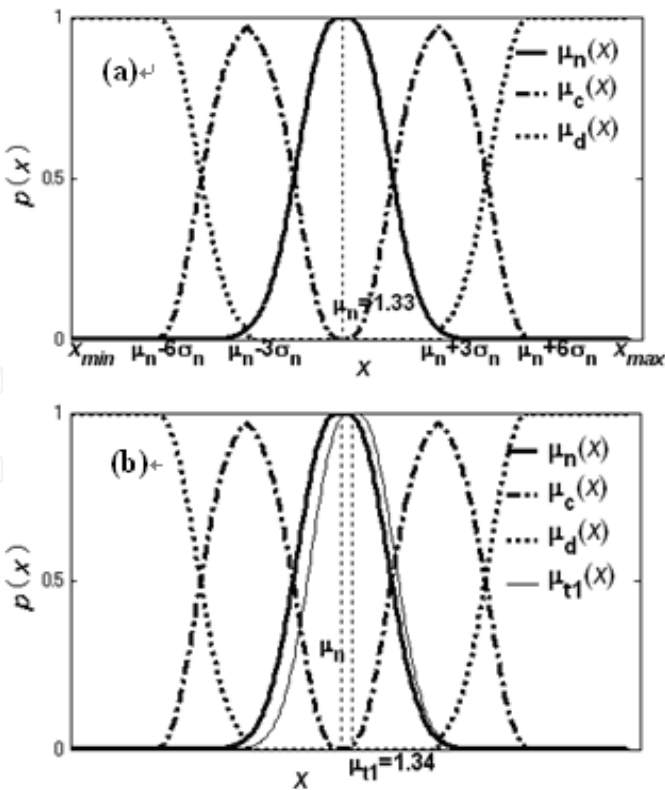 1
(a)↵
μn(x)
μc(x)
μd(x)
p(x)
0.5
μn=1.33
0
xmin μn-6σn μn-3σn μn+3σn μn+6σn xmax
x
1
(b)↵
μn(x)
μc(x)
μd(x)
μt1(x)
p(x)
0.5
μn
0
μt1=1.34
x